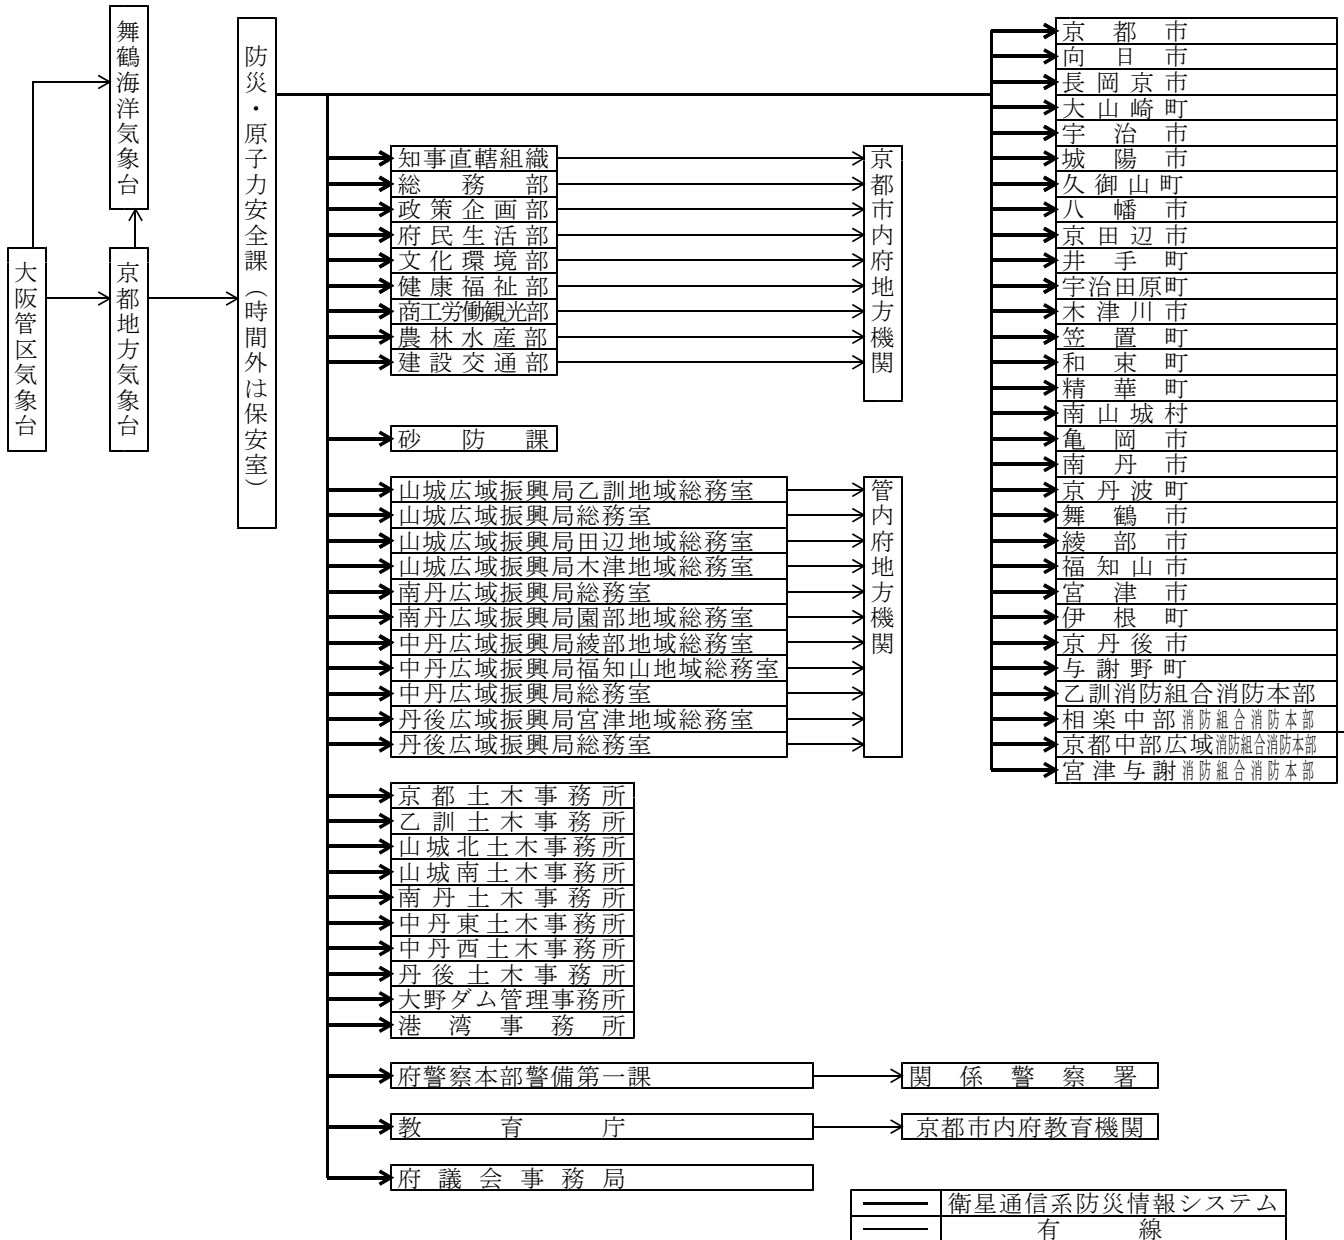 舞鶴海洋気象台
大阪管区気象台
京都地方気象台
防災・原子力安全課（時間外は保安室）
知事直轄組織
総務部
政策企画部
府民生活部
文化環境部
健康福祉部
商工労働観光部
農林水産部
建設交通部
京都市内府地方機関
砂防課
山城広域振興局乙訓地域総務室
山城広域振興局総務室
山城広域振興局田辺地域総務室
山城広域振興局木津地域総務室
南丹広域振興局総務室
南丹広域振興局園部地域総務室
中丹広域振興局綾部地域総務室
中丹広域振興局福知山地域総務室
中丹広域振興局総務室
丹後広域振興局宮津地域総務室
丹後広域振興局総務室
管内府地方機関
京都土木事務所
乙訓土木事務所
山城北土木事務所
山城南土木事務所
南丹土木事務所
中丹東土木事務所
中丹西土木事務所
丹後土木事務所
大野ダム管理事務所
港湾事務所
府警察本部警備第一課
関係警察署
教育庁
京都市内府教育機関
府議会事務局
京都市
向日市
長岡京市
大山崎町
宇治市
城陽市
久御山町
八幡市
京田辺市
井手町
宇治田原町
木津川市
笠置町
和束町
精華町
南山城村
亀岡市
南丹市
京丹波町
舞鶴市
綾部市
福知山市
宮津市
伊根町
京丹後市
与謝野町
乙訓消防組合消防本部
相楽中部消防組合消防本部
京都中部広域消防組合消防本部
宮津与謝消防組合消防本部
衛星通信系防災情報システム
有線